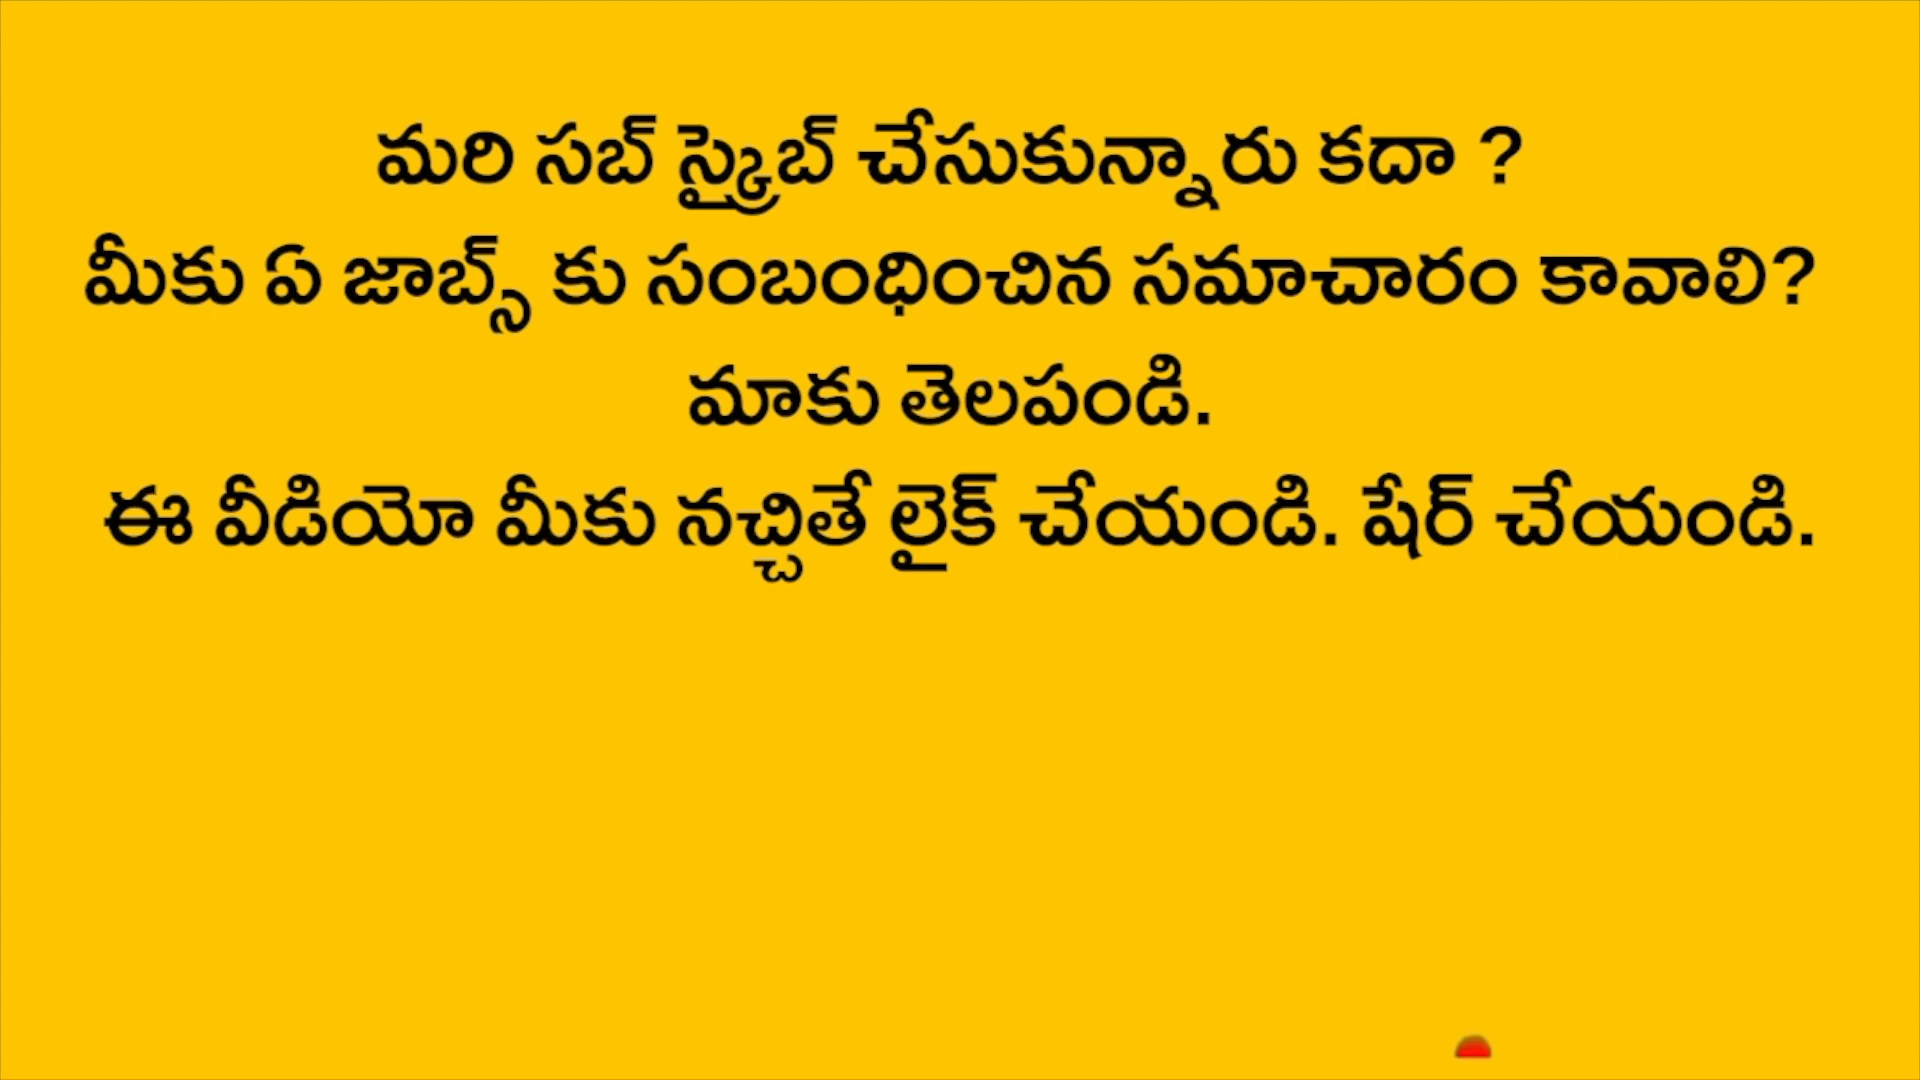 మరి సబ్ స్క్రైబ్ చేసుకున్నారు కదా ?
మీకు ఏ జాబ్స్ కు సంబంధించిన సమాచారం కావాలి?
మాకు తెలపండి.
ఈ వీడియో మీకు నచ్చితే లైక్ చేయండి. షేర్ చేయండి.